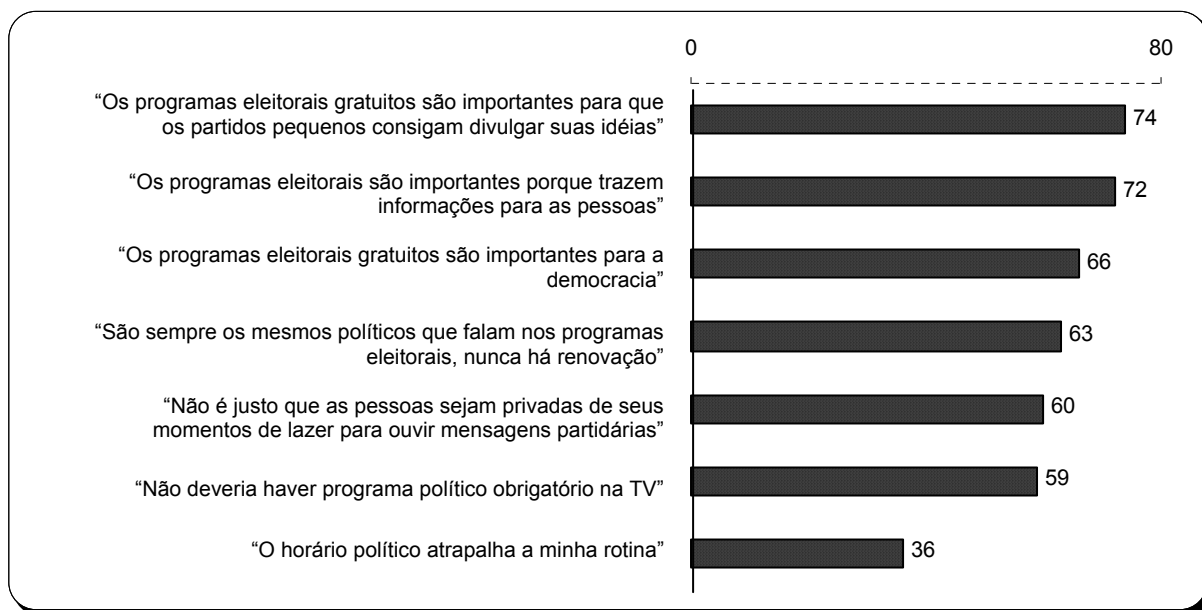 0 80
“Os programas eleitorais gratuitos são importantes para que
os partidos pequenos consigam divulgar suas idéias” 74
“Os programas eleitorais são importantes porque trazem
informações para as pessoas” 72
“Os programas eleitorais gratuitos são importantes para a
democracia” 66
“São sempre os mesmos políticos que falam nos programas
eleitorais, nunca há renovação” 63
“Não é justo que as pessoas sejam privadas de seus
momentos de lazer para ouvir mensagens partidárias” 60
“Não deveria haver programa político obrigatório na TV” 59
“O horário político atrapalha a minha rotina” 36